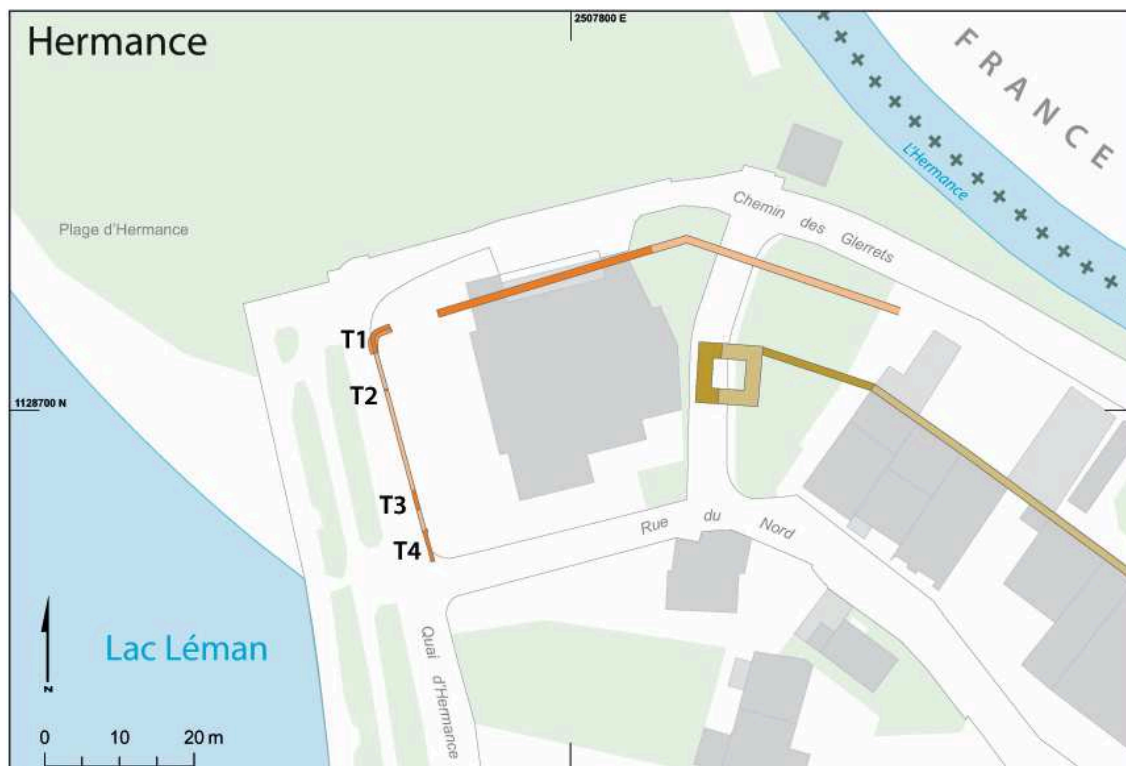 Hermance
2507800 E
FRANCE
L'Hermance
Plage d'Hermance
Chemin des Glerrets
T1
T2
1128700 N
T3
T4
Rue du Nord
Lac Léman
Quai d'Hermance
N
0 10 20 m